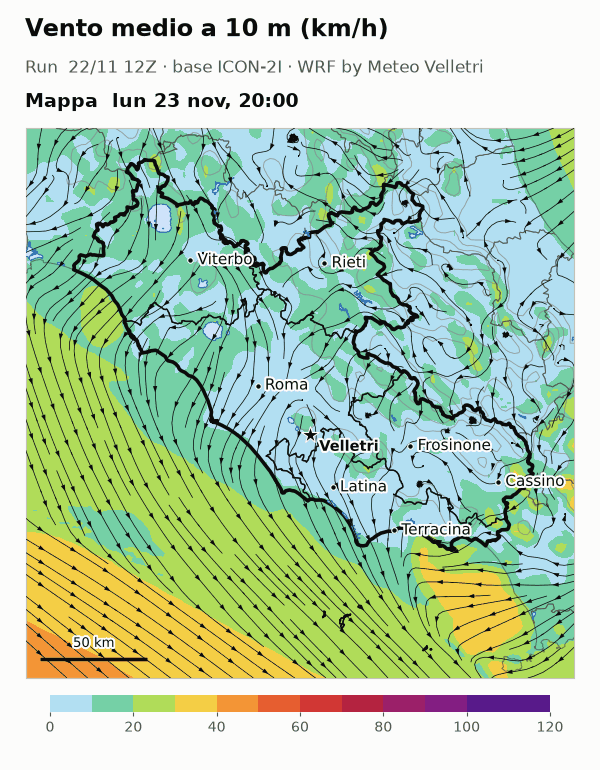 Vento medio a 10 m (km/h)
Run 22/11 12Z · base ICON-2I · WRF by Meteo Velletri
Mappa lun 23 nov, 20:00
Viterbo
Rieti
Roma
Velletri
Frosinone
Cassino
Latina
Terracina
50 km
0 20 40 60 80 100 120